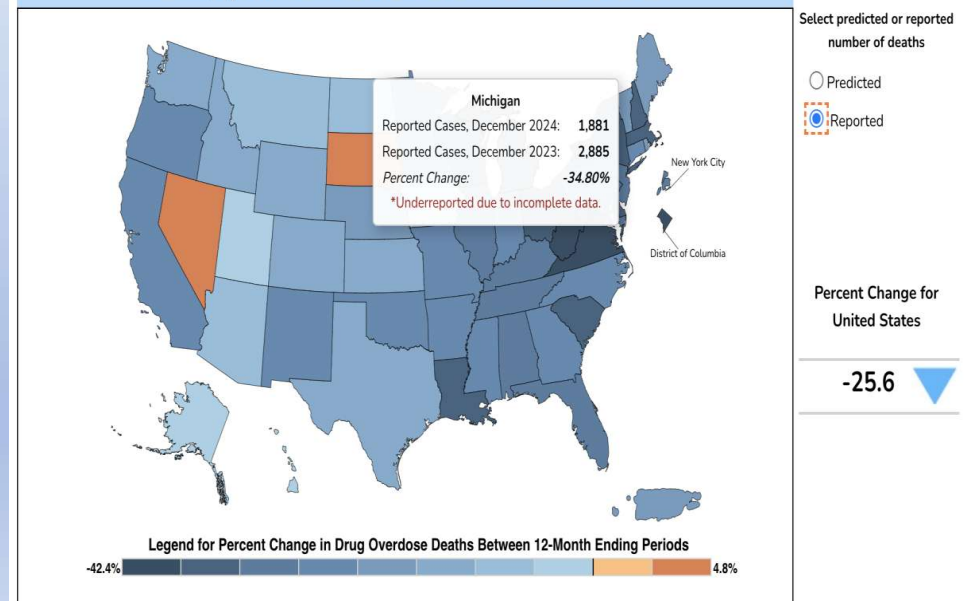 Select predicted or reported
number of deaths
Predicted
Reported
Michigan
Reported Cases, December 2024: 1,881
Reported Cases, December 2023: 2,885
Percent Change: -34.80%
*Underreported due to incomplete data.
New York City
District of Columbia
Percent Change for
United States
-25.6
Legend for Percent Change in Drug Overdose Deaths Between 12-Month Ending Periods
-42.4% 4.8%